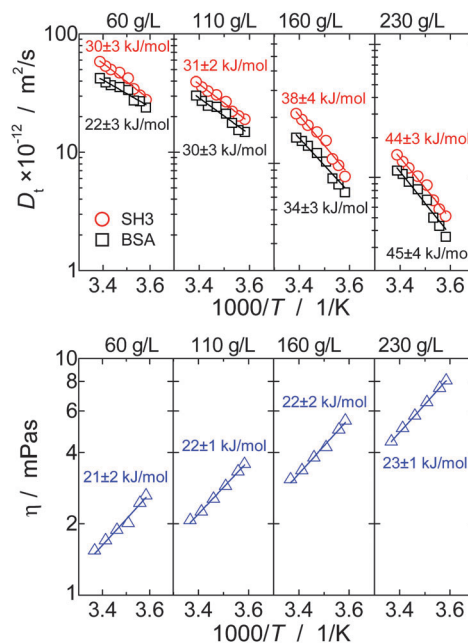 60 g/L 110 g/L 160 g/L 230 g/L
100
10
1
D_t ×10⁻¹² / m²/s
30±3 kJ/mol
22±3 kJ/mol
31±2 kJ/mol
30±3 kJ/mol
38±4 kJ/mol
34±3 kJ/mol
44±3 kJ/mol
45±4 kJ/mol
SH3
BSA
3.4 3.6 3.4 3.6 3.4 3.6 3.4 3.6
1000/T / 1/K
60 g/L 110 g/L 160 g/L 230 g/L
10
8
6
4
2
1
η / mPas
21±2 kJ/mol
22±1 kJ/mol
22±2 kJ/mol
23±1 kJ/mol
3.4 3.6 3.4 3.6 3.4 3.6 3.4 3.6
1000/T / 1/K